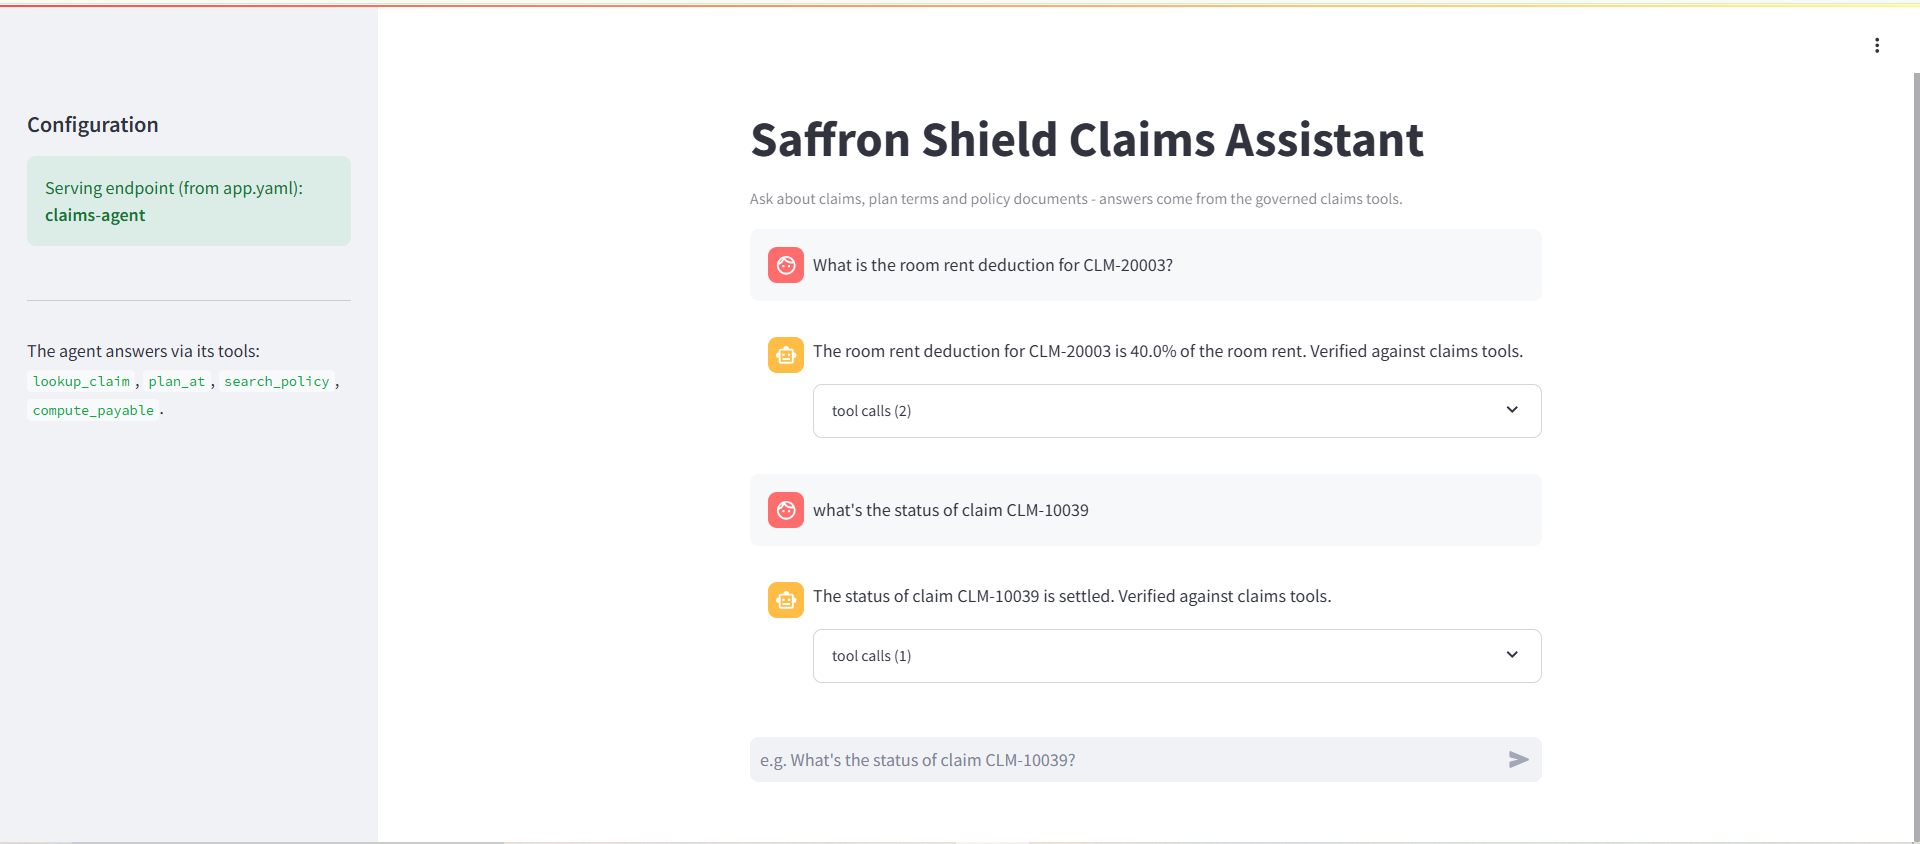 Configuration
Serving endpoint (from app.yaml):
claims-agent
The agent answers via its tools:
lookup_claim , plan_at , search_policy ,
compute_payable .
Saffron Shield Claims Assistant
Ask about claims, plan terms and policy documents - answers come from the governed claims tools.
What is the room rent deduction for CLM-20003?
The room rent deduction for CLM-20003 is 40.0% of the room rent. Verified against claims tools.
tool calls (2)
what's the status of claim CLM-10039
The status of claim CLM-10039 is settled. Verified against claims tools.
tool calls (1)
e.g. What's the status of claim CLM-10039?